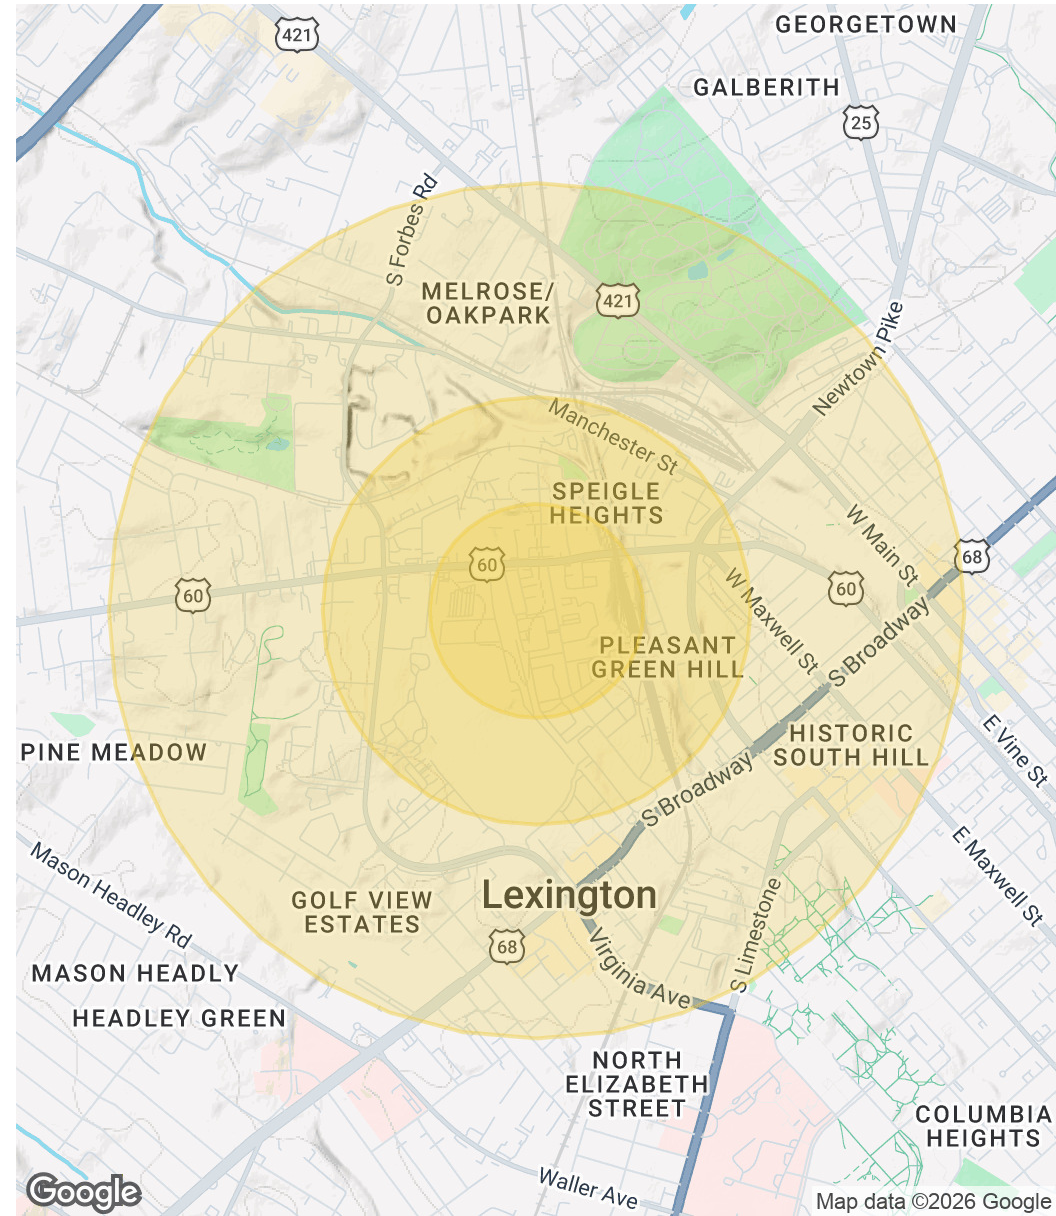 421
GEORGETOWN
GALBERITH
25
S Forbes Rd
MELROSE/
OAKPARK
421
Newtown Pike
Manchester St
SPEIGLE
HEIGHTS
W Main St
60
68
60
60
W Maxwell St
S Broadway
PLEASANT
GREEN HILL
PINE MEADOW
HISTORIC
SOUTH HILL
E Vine St
S Broadway
Mason Headley Rd
E Maxwell St
Lexington
GOLF VIEW
ESTATES
68
Virginia Ave
S Limestone
MASON HEADLY
HEADLEY GREEN
NORTH
ELIZABETH
STREET
COLUMBIA
HEIGHTS
Waller Ave
Google
Map data ©2026 Google